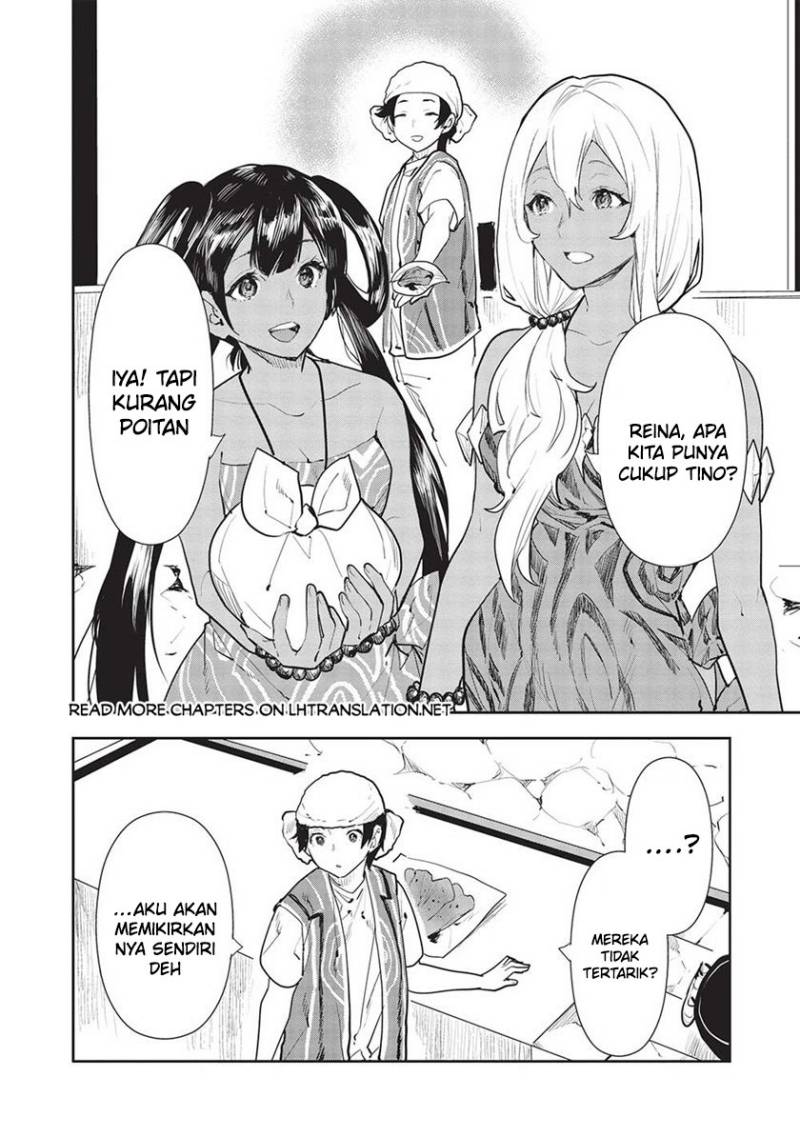 REINA, APA
KITA PUNYA
CUKUP TINO?
IYA! TAPI
KURANG
POITAN
READ MORE CHAPTERS ON LHTRANSLATION.NET
....?
MEREKA
TIDAK
TERTARIK?
...AKU AKAN
MEMIKIRKAN
NYA SENDIRI
DEH